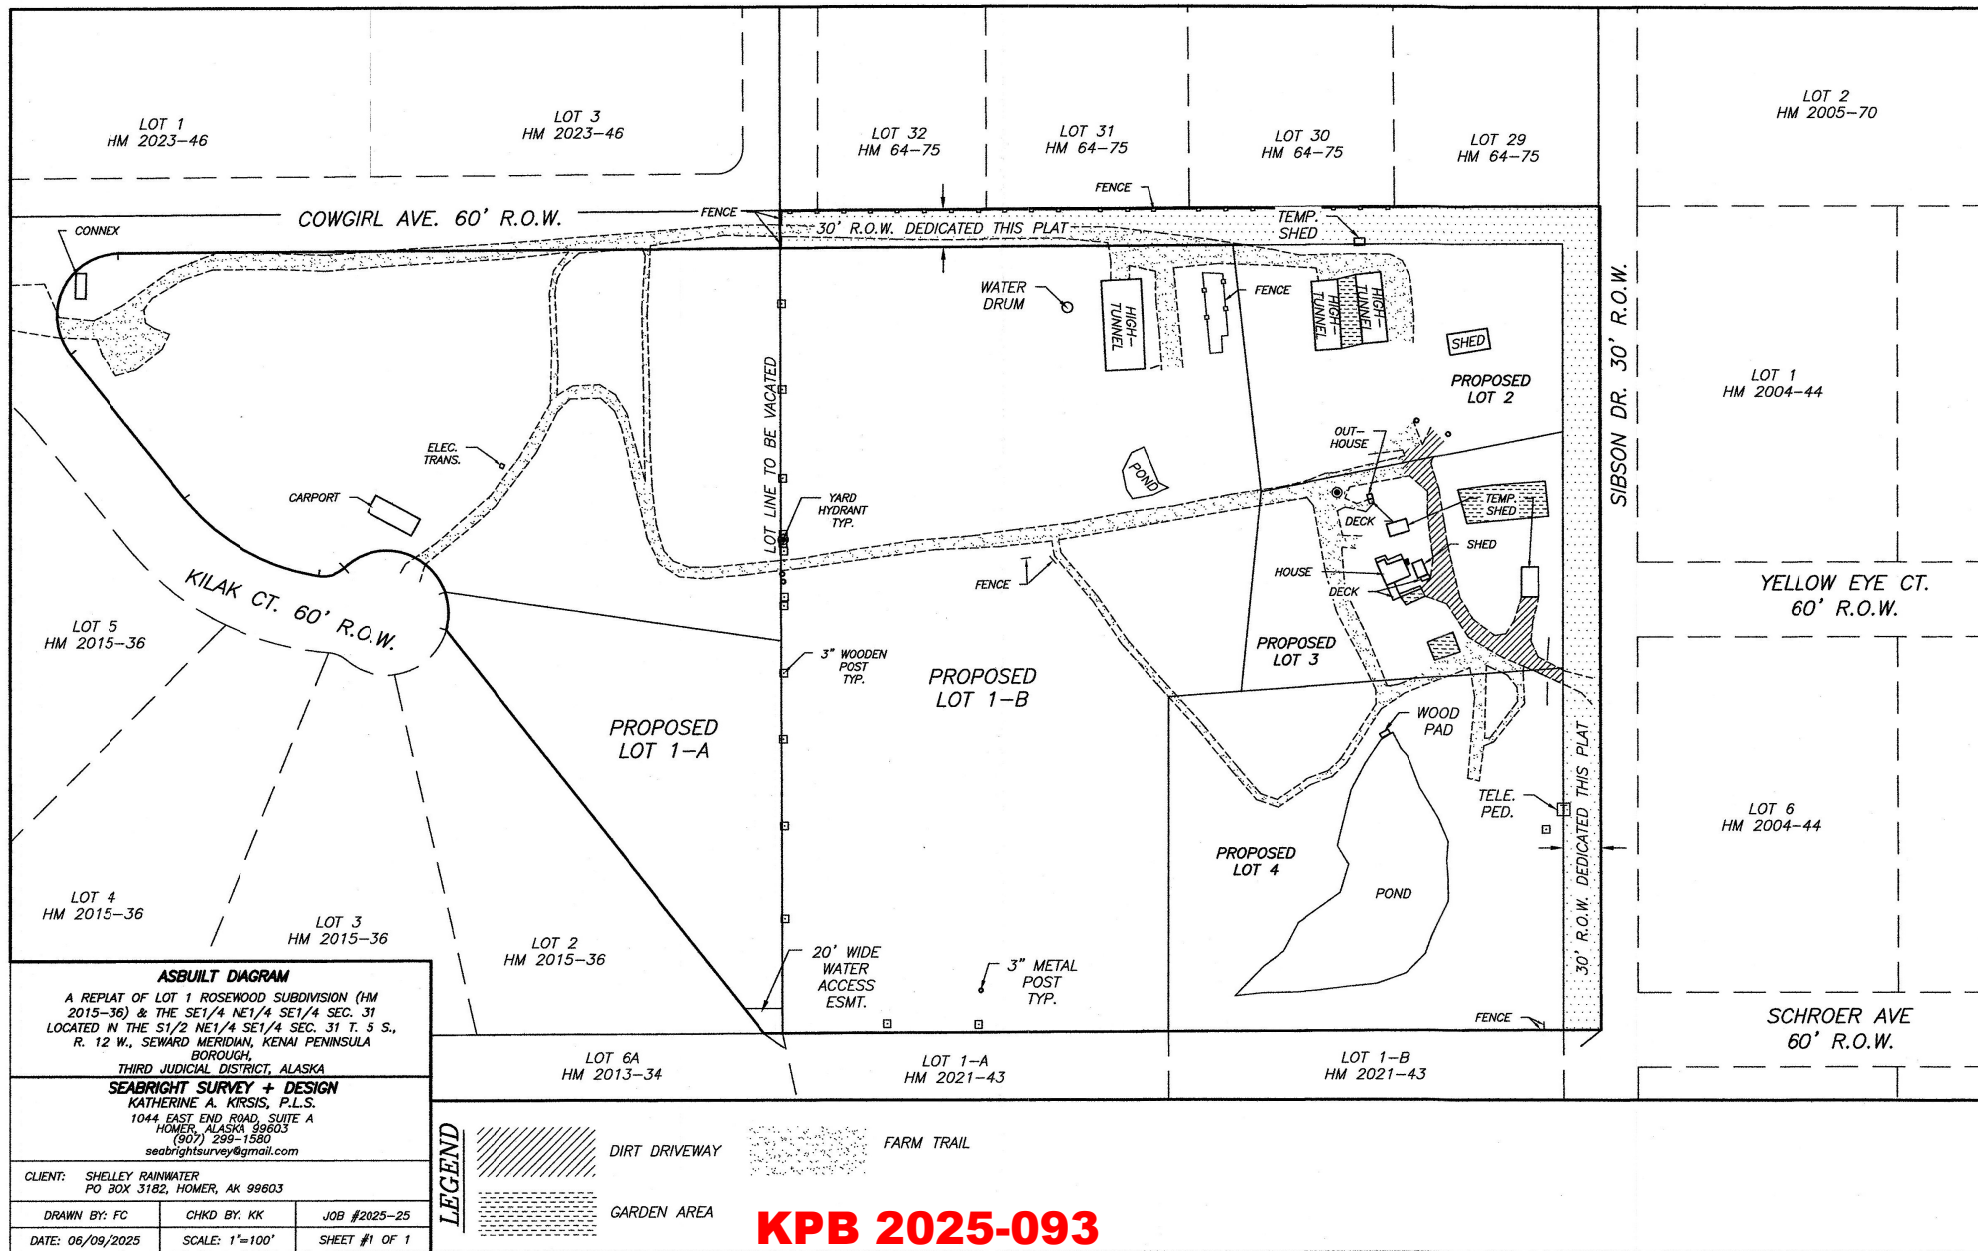 LOT 1
HM 2023-46
LOT 3
HM 2023-46
LOT 32
HM 64-75
LOT 31
HM 64-75
LOT 30
HM 64-75
LOT 29
HM 64-75
LOT 2
HM 2005-70
COWGIRL AVE. 60' R.O.W.
FENCE
FENCE
30' R.O.W. DEDICATED THIS PLAT
TEMP.
SHED
CONNEX
WATER
DRUM
HIGH-
TUNNEL
FENCE
HIGH-
TUNNEL
HIGH-
TUNNEL
SHED
PROPOSED
LOT 2
SIBSON DR. 30' R.O.W.
LOT 1
HM 2004-44
LOT LINE TO BE VACATED
ELEC.
TRANS.
CARPORT
YARD
HYDRANT
TYP.
POND
OUT-
HOUSE
DECK
TEMP.
SHED
SHED
HOUSE
DECK
FENCE
KILAK CT. 60' R.O.W.
YELLOW EYE CT.
60' R.O.W.
LOT 5
HM 2015-36
3" WOODEN
POST
TYP.
PROPOSED
LOT 3
PROPOSED
LOT 1-B
PROPOSED
LOT 1-A
WOOD
PAD
TELE.
PED.
30' R.O.W. DEDICATED THIS PLAT
LOT 6
HM 2004-44
PROPOSED
LOT 4
POND
LOT 4
HM 2015-36
LOT 3
HM 2015-36
LOT 2
HM 2015-36
20' WIDE
WATER
ACCESS
ESMT.
3" METAL
POST
TYP.
FENCE
SCHROER AVE
60' R.O.W.
LOT 6A
HM 2013-34
LOT 1-A
HM 2021-43
LOT 1-B
HM 2021-43
ASBUILT DIAGRAM
A REPLAT OF LOT 1 ROSEWOOD SUBDIVISION (HM
2015-36) & THE SE1/4 NE1/4 SE1/4 SEC. 31
LOCATED IN THE S1/2 NE1/4 SE1/4 SEC. 31 T. 5 S.,
R. 12 W., SEWARD MERIDIAN, KENAI PENINSULA
BOROUGH,
THIRD JUDICIAL DISTRICT, ALASKA
SEABRIGHT SURVEY + DESIGN
KATHERINE A. KIRSIS, P.L.S.
1044 EAST END ROAD, SUITE A
HOMER, ALASKA 99603
(907) 299-1580
seabrightsurvey@gmail.com
CLIENT: SHELLEY RAINWATER
PO BOX 3182, HOMER, AK 99603
DRAWN BY: FC
CHKD BY: KK
JOB #2025-25
DATE: 06/09/2025
SCALE: 1"=100'
SHEET #1 OF 1
LEGEND
DIRT DRIVEWAY
FARM TRAIL
GARDEN AREA
KPB 2025-093